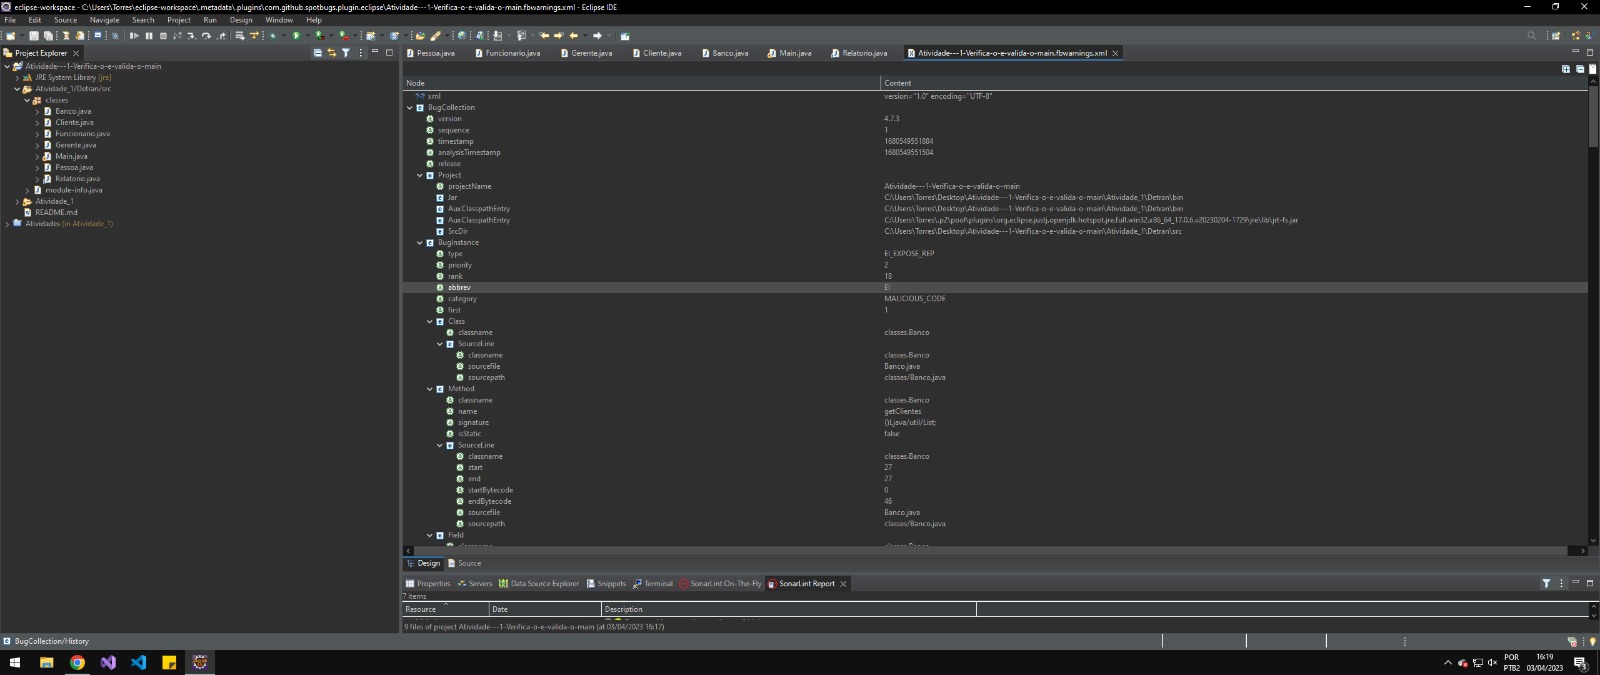 eclipse-workspace - C:\Users\Torres\eclipse-workspace\.metadata\.plugins\com.github.spotbugs.plugin.eclipse\Atividade---1-Verifica-o-e-valida-o-main.fbwarnings.xml - Eclipse IDE
File Edit Source Navigate Search Project Run Design Window Help
Project Explorer
Atividade---1-Verifica-o-e-valida-o-main
JRE System Library [jre]
Atividade_1/Detran/src
classes
Banco.java
Cliente.java
Funcionario.java
Gerente.java
Main.java
Pessoa.java
Relatorio.java
module-info.java
Atividade_1
README.md
Atividades (in Atividade_1)
Pessoa.java Funcionario.java Gerente.java Cliente.java Banco.java Main.java Relatorio.java Atividade---1-Verifica-o-e-valida-o-main.fbwarnings.xml
Node Content
xml version="1.0" encoding="UTF-8"
BugCollection
version 4.7.3
sequence 1
timestamp 1680549551884
analysisTimestamp 1680549551504
release
Project
projectName Atividade---1-Verifica-o-e-valida-o-main
Jar C:\Users\Torres\Desktop\Atividade---1-Verifica-o-e-valida-o-main\Atividade_1\Detran\bin
AuxClasspathEntry C:\Users\Torres\Desktop\Atividade---1-Verifica-o-e-valida-o-main\Atividade_1\Detran\bin
AuxClasspathEntry C:\Users\Torres\.p2\pool\plugins\org.eclipse.justj.openjdk.hotspot.jre.full.win32.x86_64_17.0.6.v20230204-1729\jre\lib\jrt-fs.jar
SrcDir C:\Users\Torres\Desktop\Atividade---1-Verifica-o-e-valida-o-main\Atividade_1\Detran\src
BugInstance
type EI_EXPOSE_REP
priority 2
rank 18
abbrev EI
category MALICIOUS_CODE
first 1
Class
classname classes.Banco
SourceLine
classname classes.Banco
sourcefile Banco.java
sourcepath classes/Banco.java
Method
classname classes.Banco
name getClientes
signature ()Ljava/util/List;
isStatic false
SourceLine
classname classes.Banco
start 27
end 27
startBytecode 0
endBytecode 46
sourcefile Banco.java
sourcepath classes/Banco.java
Field
Design Source
Properties Servers Data Source Explorer Snippets Terminal SonarLint On-The-Fly SonarLint Report
7 items
Resource Date Description
9 files of project Atividade---1-Verifica-o-e-valida-o-main (at 03/04/2023 16:17)
BugCollection/History
POR 16:19
PTB2 03/04/2023 3